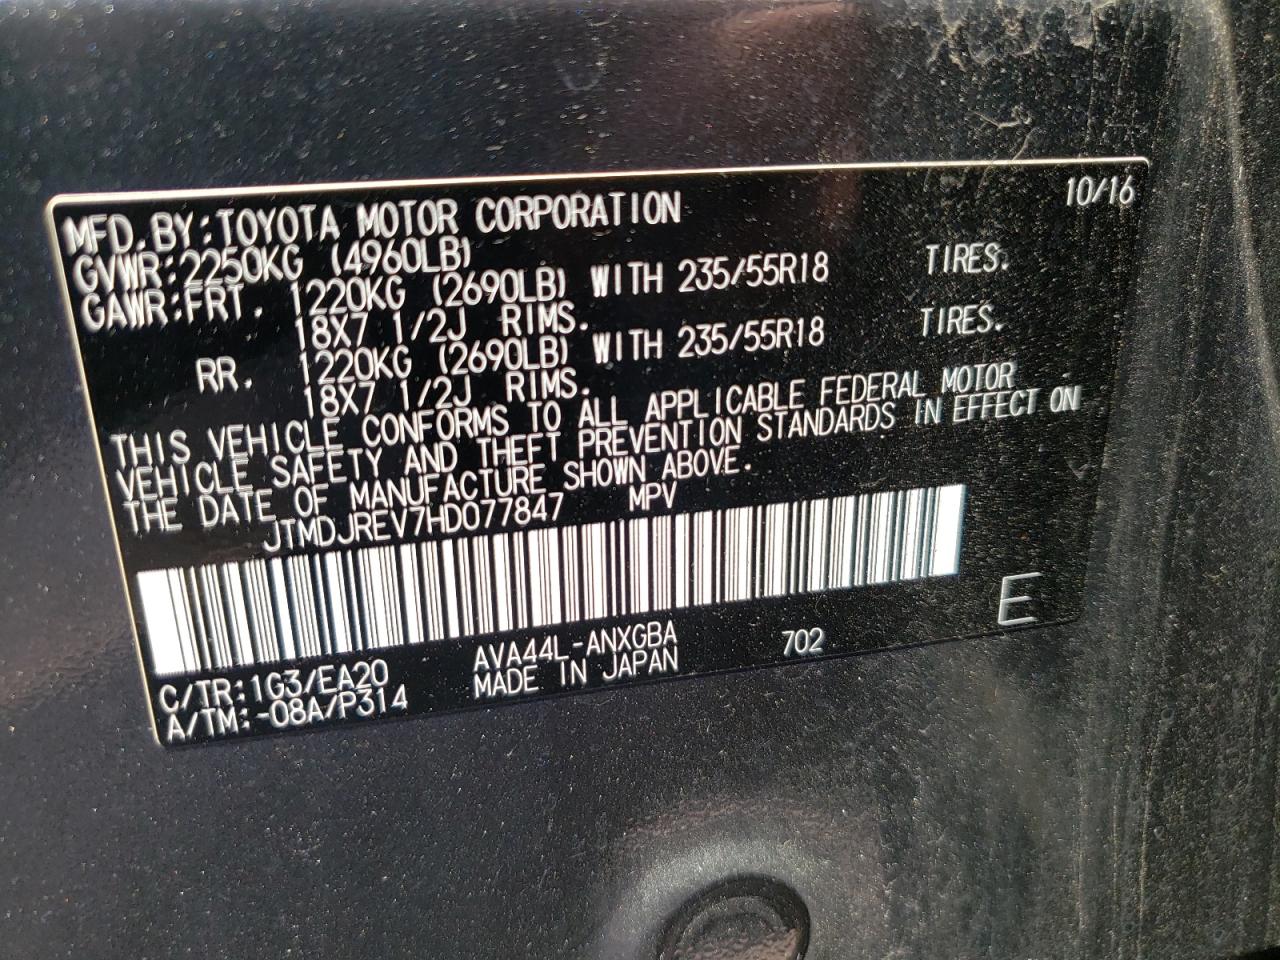 10/16
MFD.BY:TOYOTA MOTOR CORPORATION
GVWR:2250KG (4960LB)
GAWR:FRT. 1220KG (2690LB) WITH 235/55R18 TIRES.
18X7 1/2J RIMS.
RR. 1220KG (2690LB) WITH 235/55R18 TIRES.
18X7 1/2J RIMS.
THIS VEHICLE CONFORMS TO ALL APPLICABLE FEDERAL MOTOR
VEHICLE SAFETY AND THEFT PREVENTION STANDARDS IN EFFECT ON
THE DATE OF MANUFACTURE SHOWN ABOVE.
JTMDJREV7HD077847 MPV
E
C/TR:1G3/EA20 AVA44L-ANXGBA 702
A/TM:-08A/P314 MADE IN JAPAN